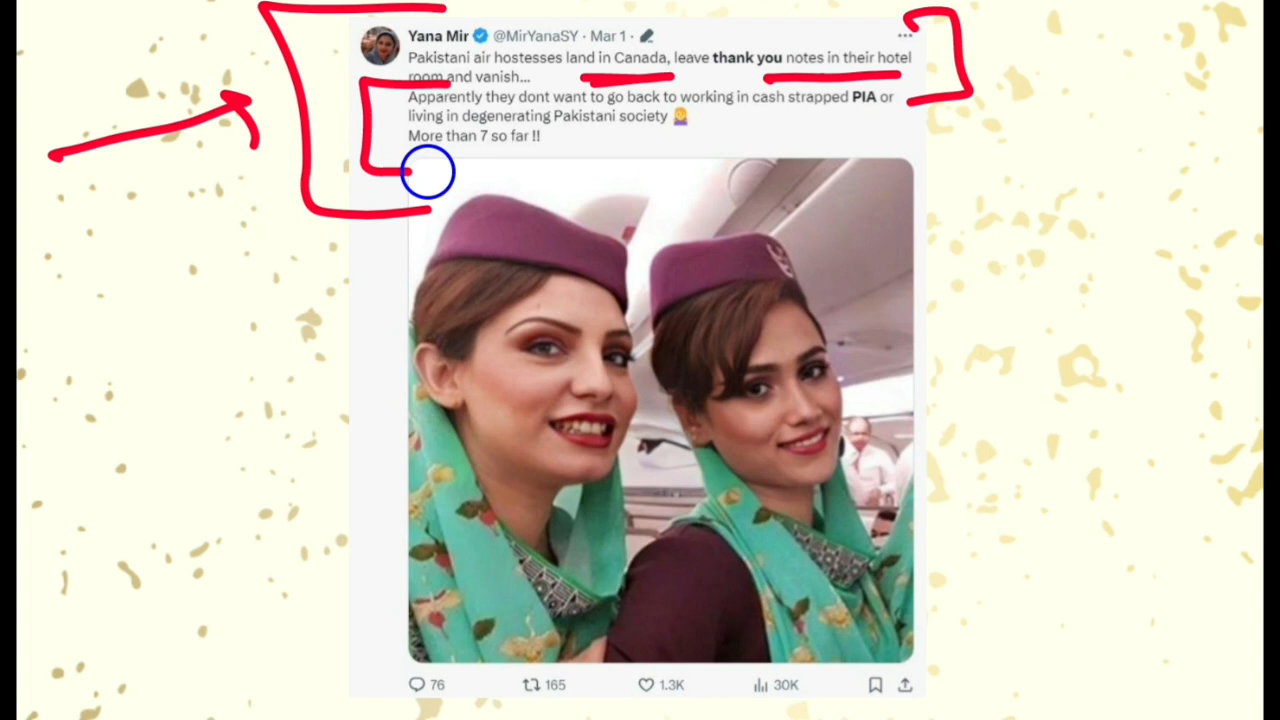 Yana Mir @MirYanaSY · Mar 1 ·
Pakistani air hostesses land in Canada, leave thank you notes in their hotel
room and vanish...
Apparently they dont want to go back to working in cash strapped PIA or
living in degenerating Pakistani society 🤷‍♀️
More than 7 so far !!
76 165 1.3K 30K